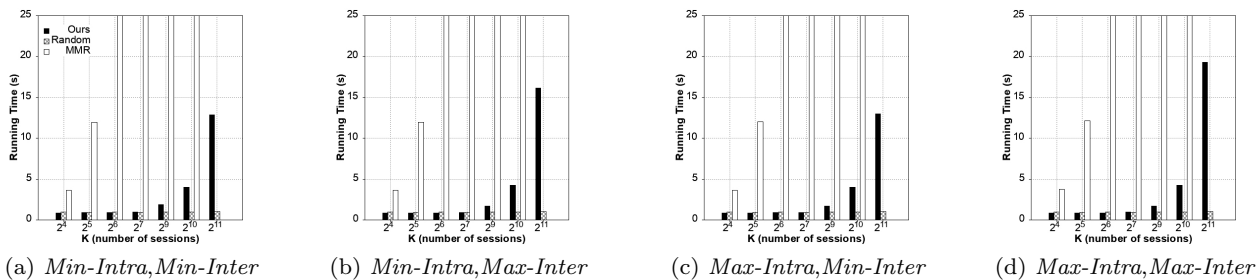 25
20
15
10
5
0
Running Time (s)
Ours
Random
MMR
2^4 2^5 2^6 2^7 2^9 2^10 2^11
K (number of sessions)
(a) Min-Intra,Min-Inter
25
20
15
10
5
0
Running Time (s)
2^4 2^5 2^6 2^7 2^9 2^10 2^11
K (number of sessions)
(b) Min-Intra,Max-Inter
25
20
15
10
5
0
Running Time (s)
2^4 2^5 2^6 2^7 2^9 2^10 2^11
K (number of sessions)
(c) Max-Intra,Min-Inter
25
20
15
10
5
0
Running Time (s)
2^4 2^5 2^6 2^7 2^9 2^10 2^11
K (number of sessions)
(d) Max-Intra,Max-Inter